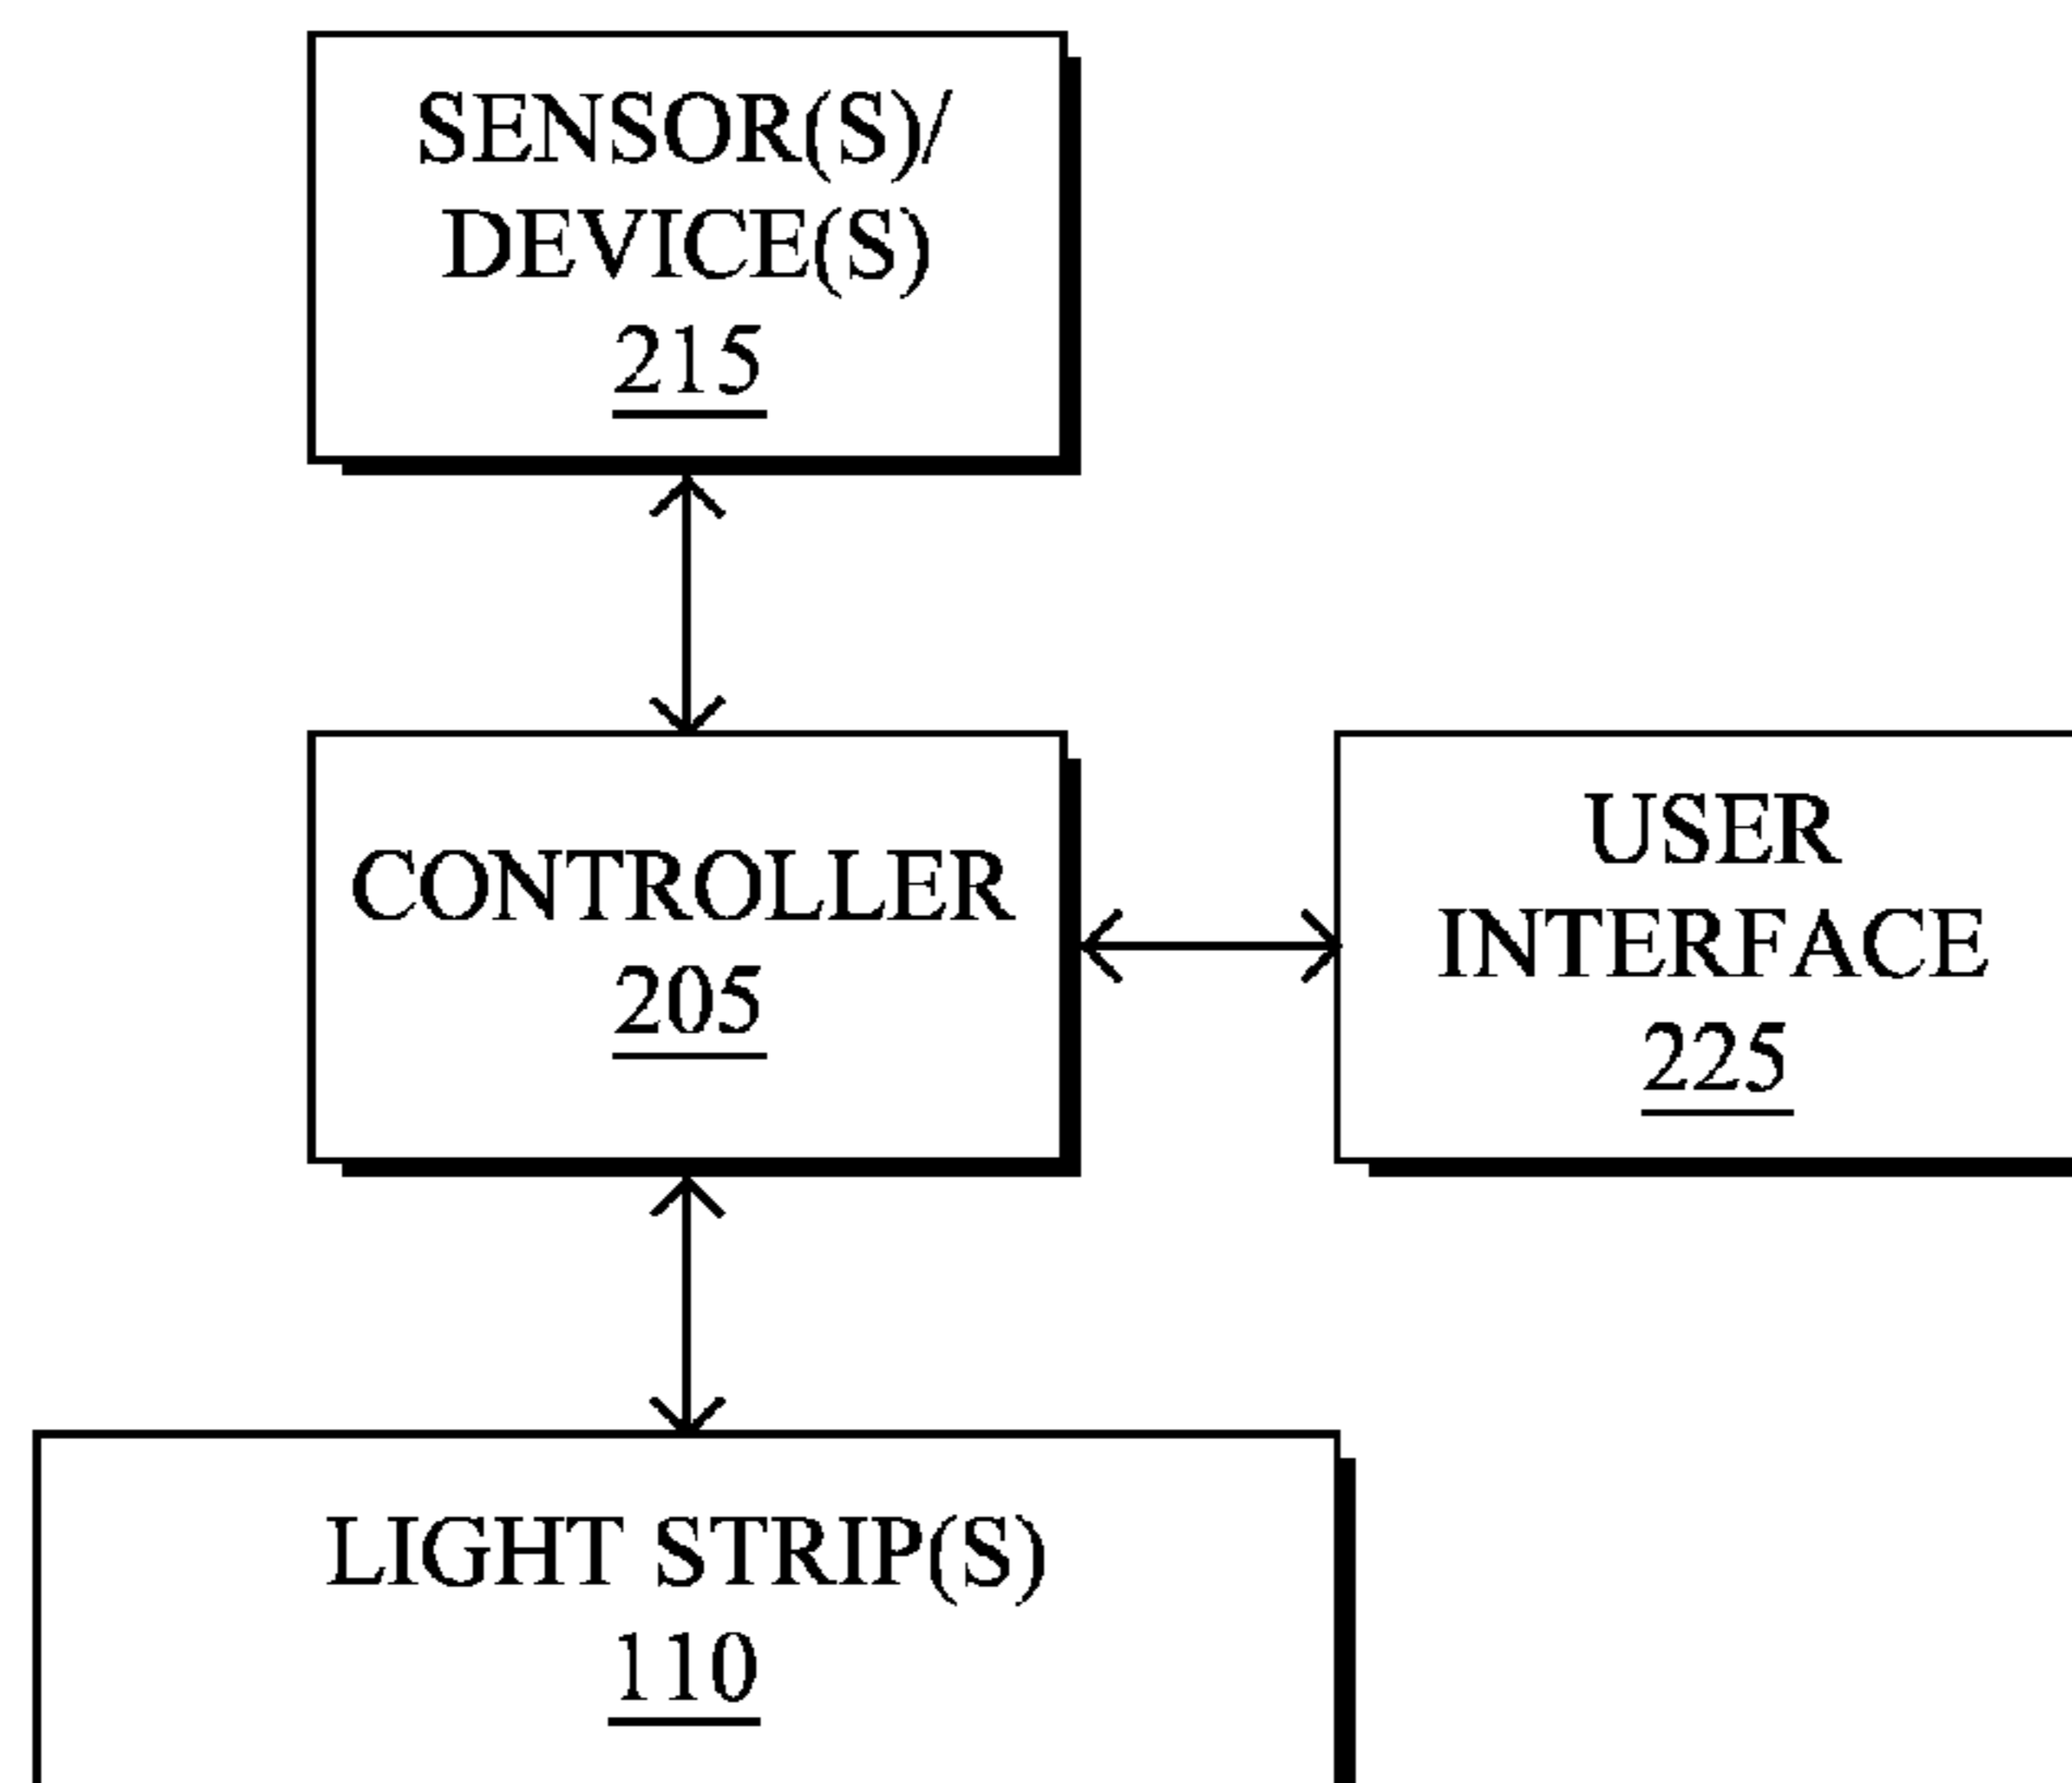 SENSOR(S)/
DEVICE(S)
215
CONTROLLER
205
USER
INTERFACE
225
LIGHT STRIP(S)
110